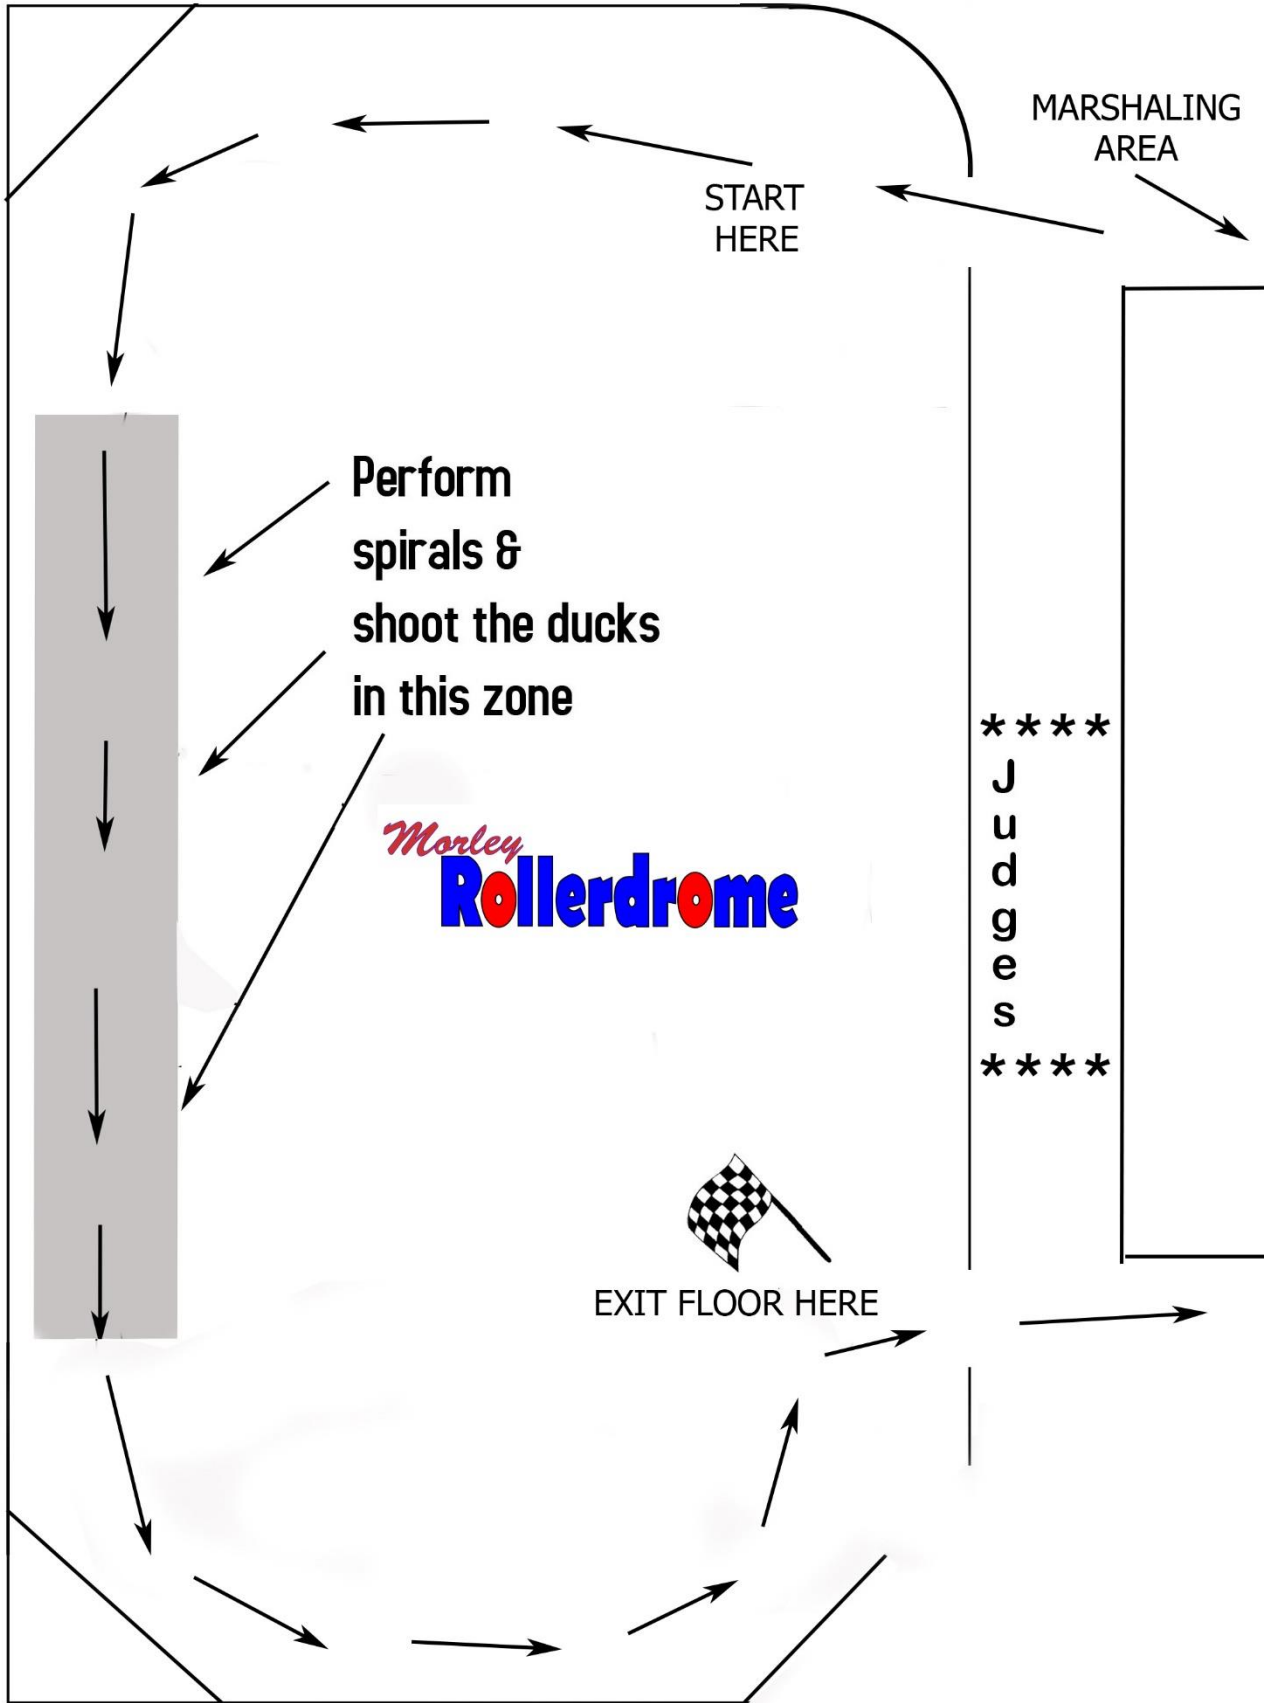 MARSHALING
AREA
START
HERE
Perform
spirals &
shoot the ducks
in this zone
****
J
u
d
g
e
s
****
Morley
Rollerdrome
EXIT FLOOR HERE